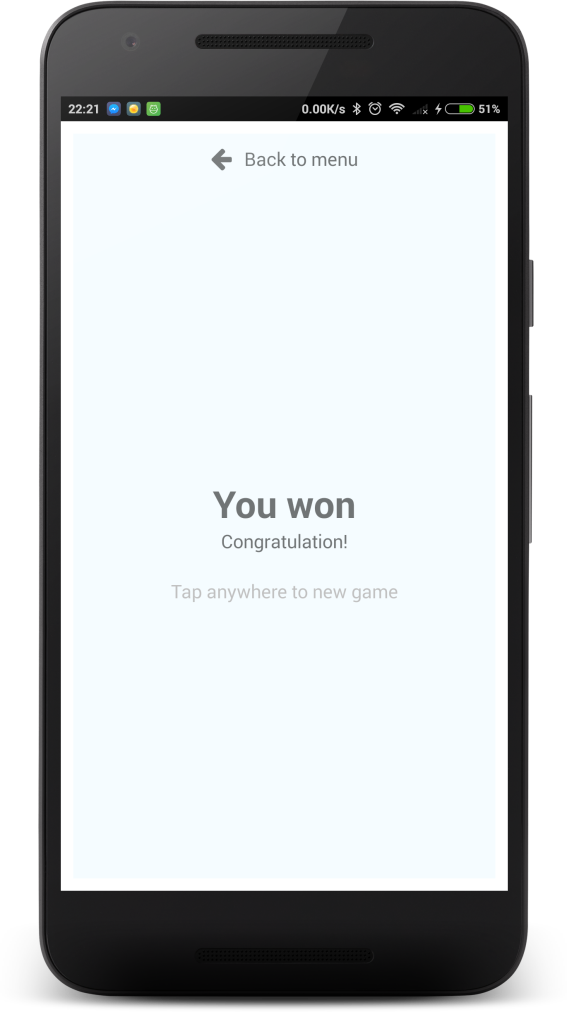 22:21 0.00K/s 51%
Back to menu
You won
Congratulation!
Tap anywhere to new game